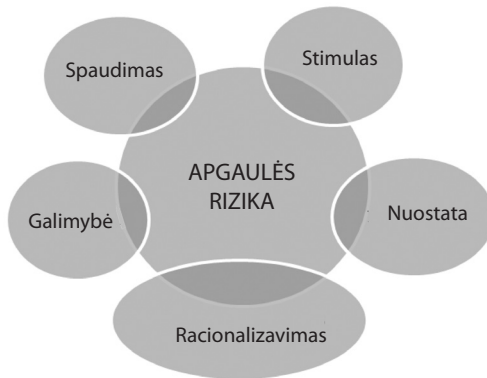 Spaudimas
Stimulas
APGAULĖS
RIZIKA
Galimybė
Nuostata
Racionalizavimas